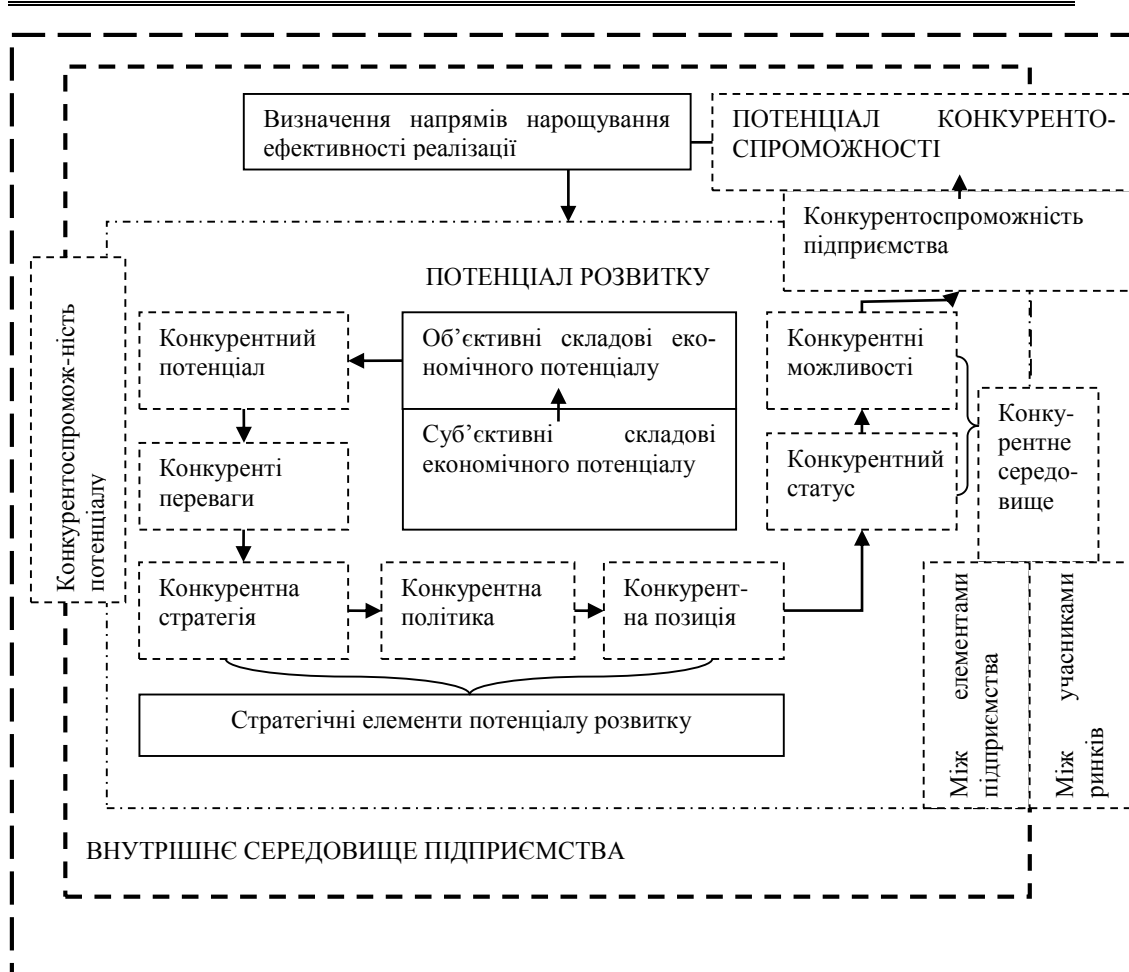 Визначення напрямів нарощування
ефективності реалізації
ПОТЕНЦІАЛ КОНКУРЕНТО-
СПРОМОЖНОСТІ
Конкурентоспроможність
підприємства
ПОТЕНЦІАЛ РОЗВИТКУ
Конкурентоспромож-ність
потенціалу
Конкурентний
потенціал
Об’єктивні складові еко-
номічного потенціалу
Конкурентні
можливості
Суб’єктивні складові
економічного потенціалу
Конкуренті
переваги
Конкурентний
статус
Конку-
рентне
середо-
вище
Конкурентна
стратегія
Конкурентна
політика
Конкурент-
на позиція
Стратегічні елементи потенціалу розвитку
Між елементами
підприємства
Між учасниками
ринків
ВНУТРІШНЄ СЕРЕДОВИЩЕ ПІДПРИЄМСТВА